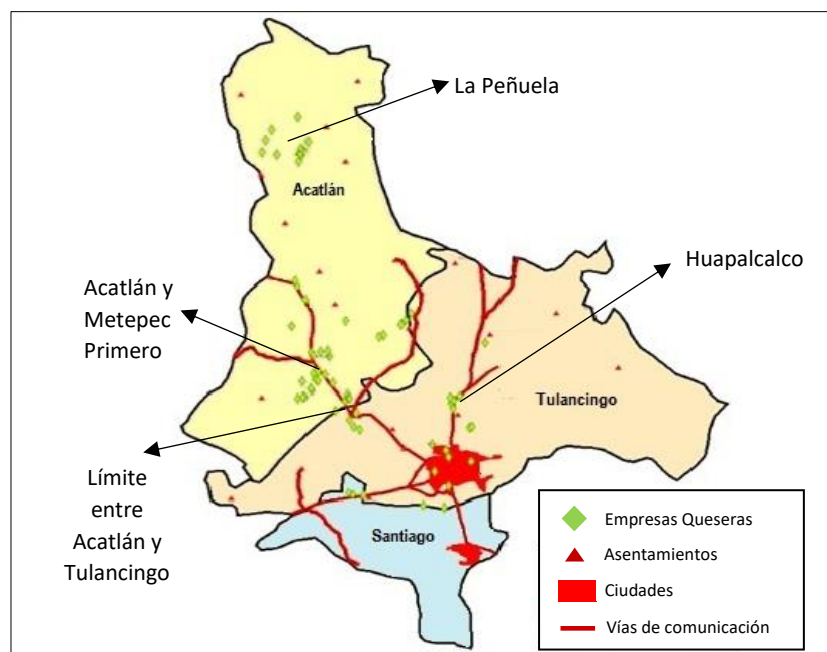 La Peñuela
Acatlán
Huapalcalco
Acatlán y
Metepec
Primero
Tulancingo
Límite
entre
Acatlán y
Tulancingo
Santiago
Empresas Queseras
Asentamientos
Ciudades
Vías de comunicación